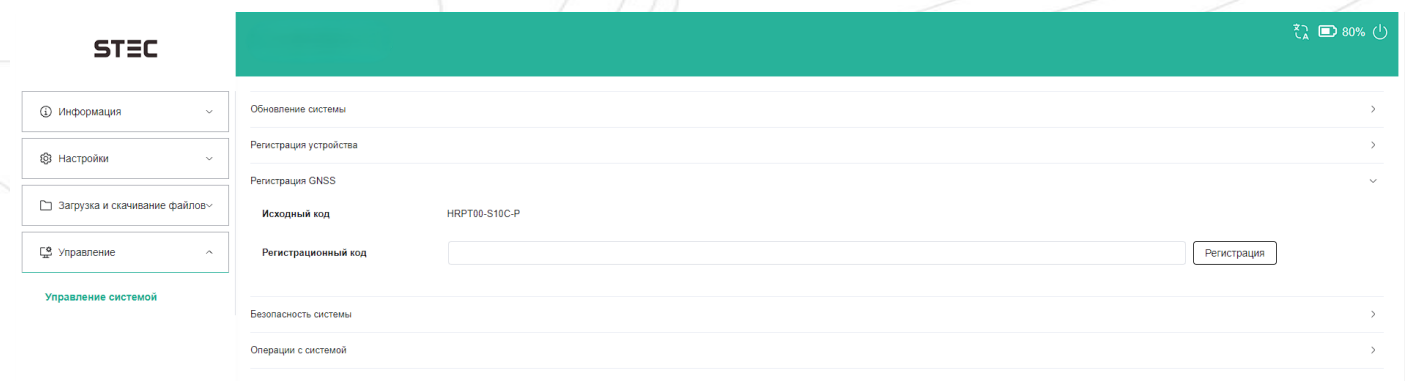 STEC
80%
Информация
Настройки
Загрузка и скачивание файлов
Управление
Управление системой
Обновление системы
Регистрация устройства
Регистрация GNSS
Исходный код HRPT00-S10C-P
Регистрационный код Регистрация
Безопасность системы
Операции с системой